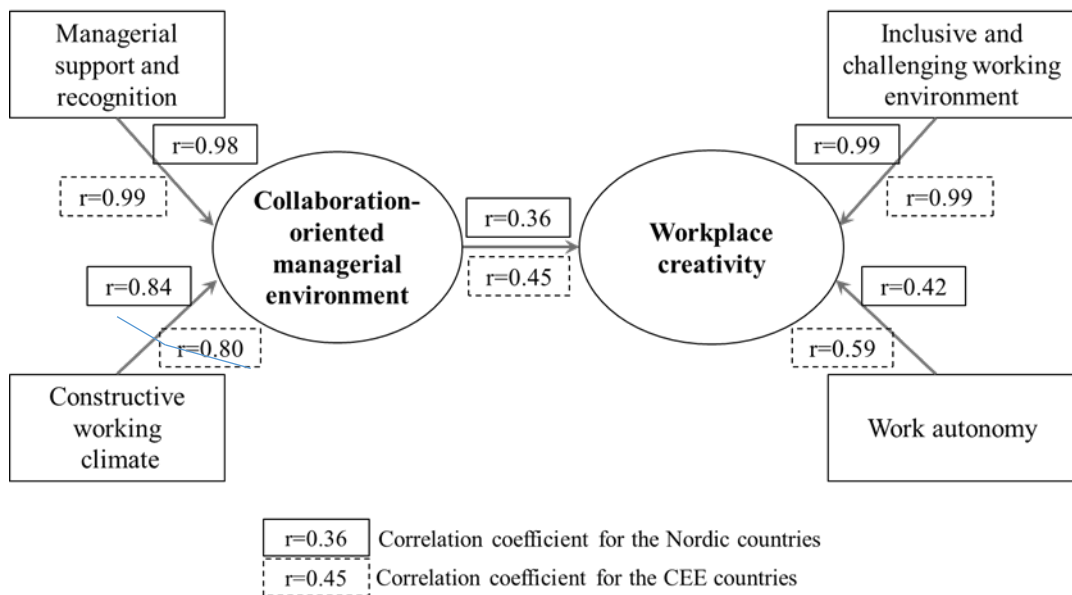 Managerial
support and
recognition
Inclusive and
challenging working
environment
r=0.98
r=0.99
r=0.99
r=0.99
Collaboration-
oriented
managerial
environment
r=0.36
r=0.45
Workplace
creativity
r=0.84
r=0.80
r=0.42
r=0.59
Constructive
working
climate
Work autonomy
r=0.36 Correlation coefficient for the Nordic countries
r=0.45 Correlation coefficient for the CEE countries